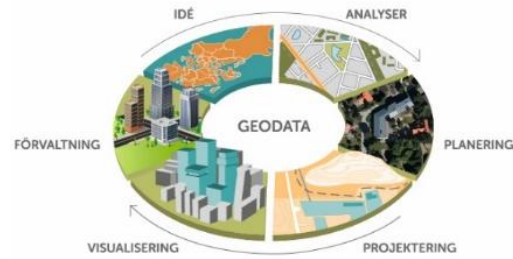 IDÉ
ANALYSER
FÖRVALTNING
GEODATA
PLANERING
VISUALISERING
PROJEKTERING